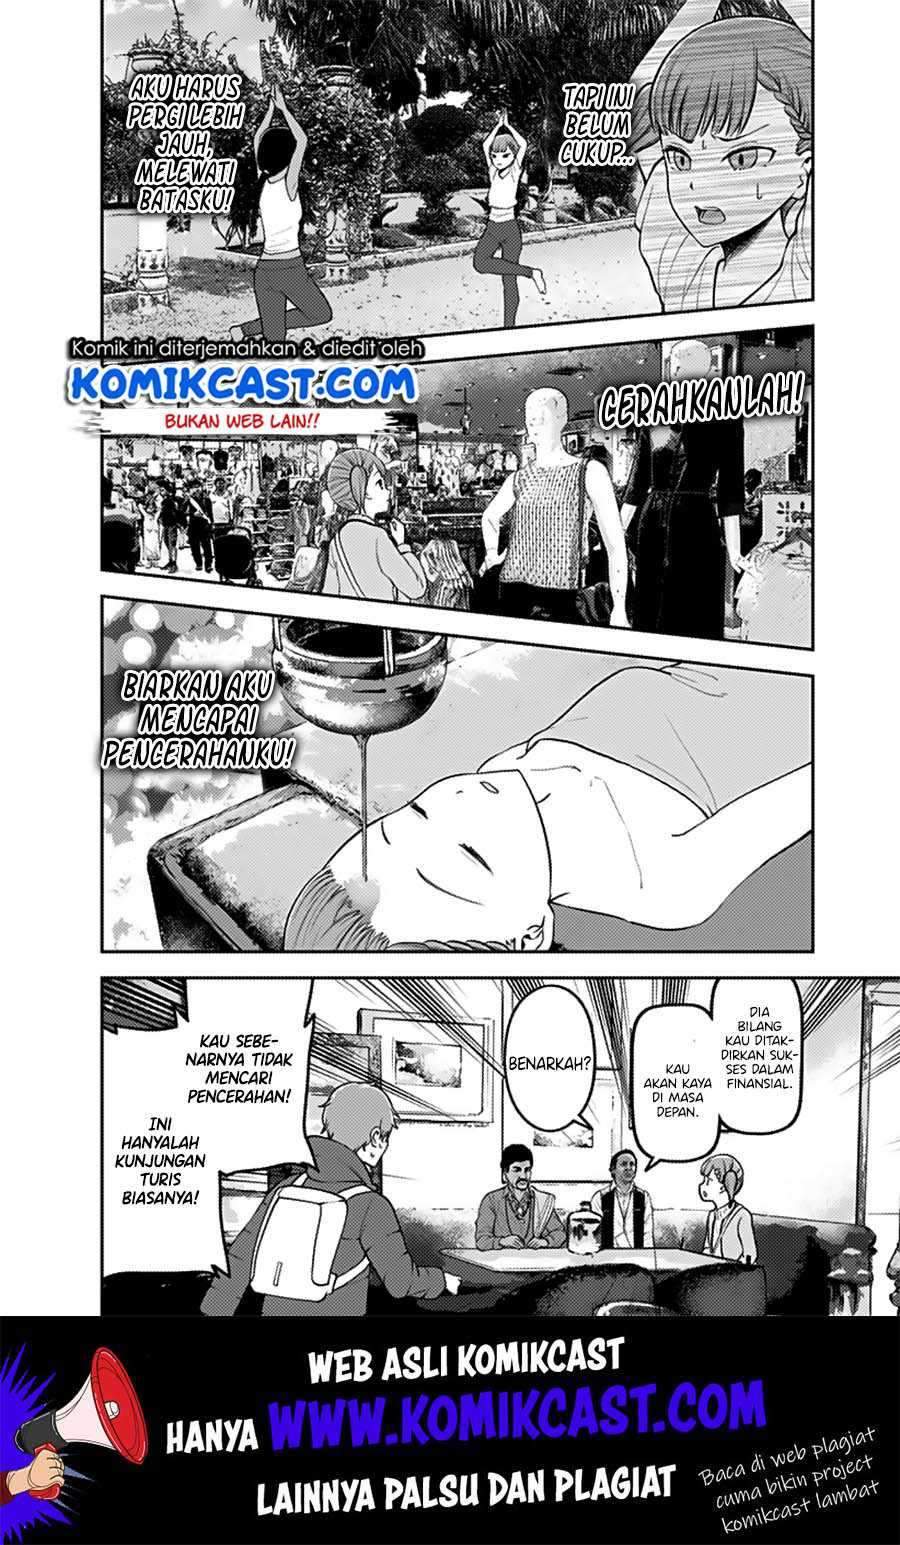 TAPI INI
BELUM
CUKUP...
AKU HARUS
PERGI LEBIH
JAUH,
MELEWATI
BATASKU!
Komik ini diterjemahkan & diedit oleh
KOMIKCAST.COM
BUKAN WEB LAIN!!
CERAHKANLAH!
BIARKAN AKU
MENCAPAI
PENCERAHANKU!
DIA
BILANG
KAU DITAK-
DIRKAN SUK-
SES DALAM
FINANSIAL.
KAU
AKAN KAYA
DI MASA
DEPAN.
BENARKAH?
KAU SEBE-
NARNYA TIDAK
MENCARI
PENCERAHAN!
INI
HANYALAH
KUNJUNGAN
TURIS
BIASANYA!
WEB ASLI KOMIKCAST
HANYA WWW.KOMIKCAST.COM
LAINNYA PALSU DAN PLAGIAT
Baca di web plagiat
cuma bikin project
komikcast lambat